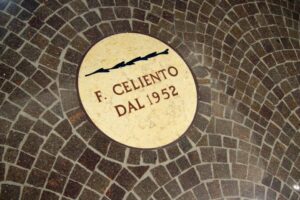 F. CELIENTO
DAL 1952